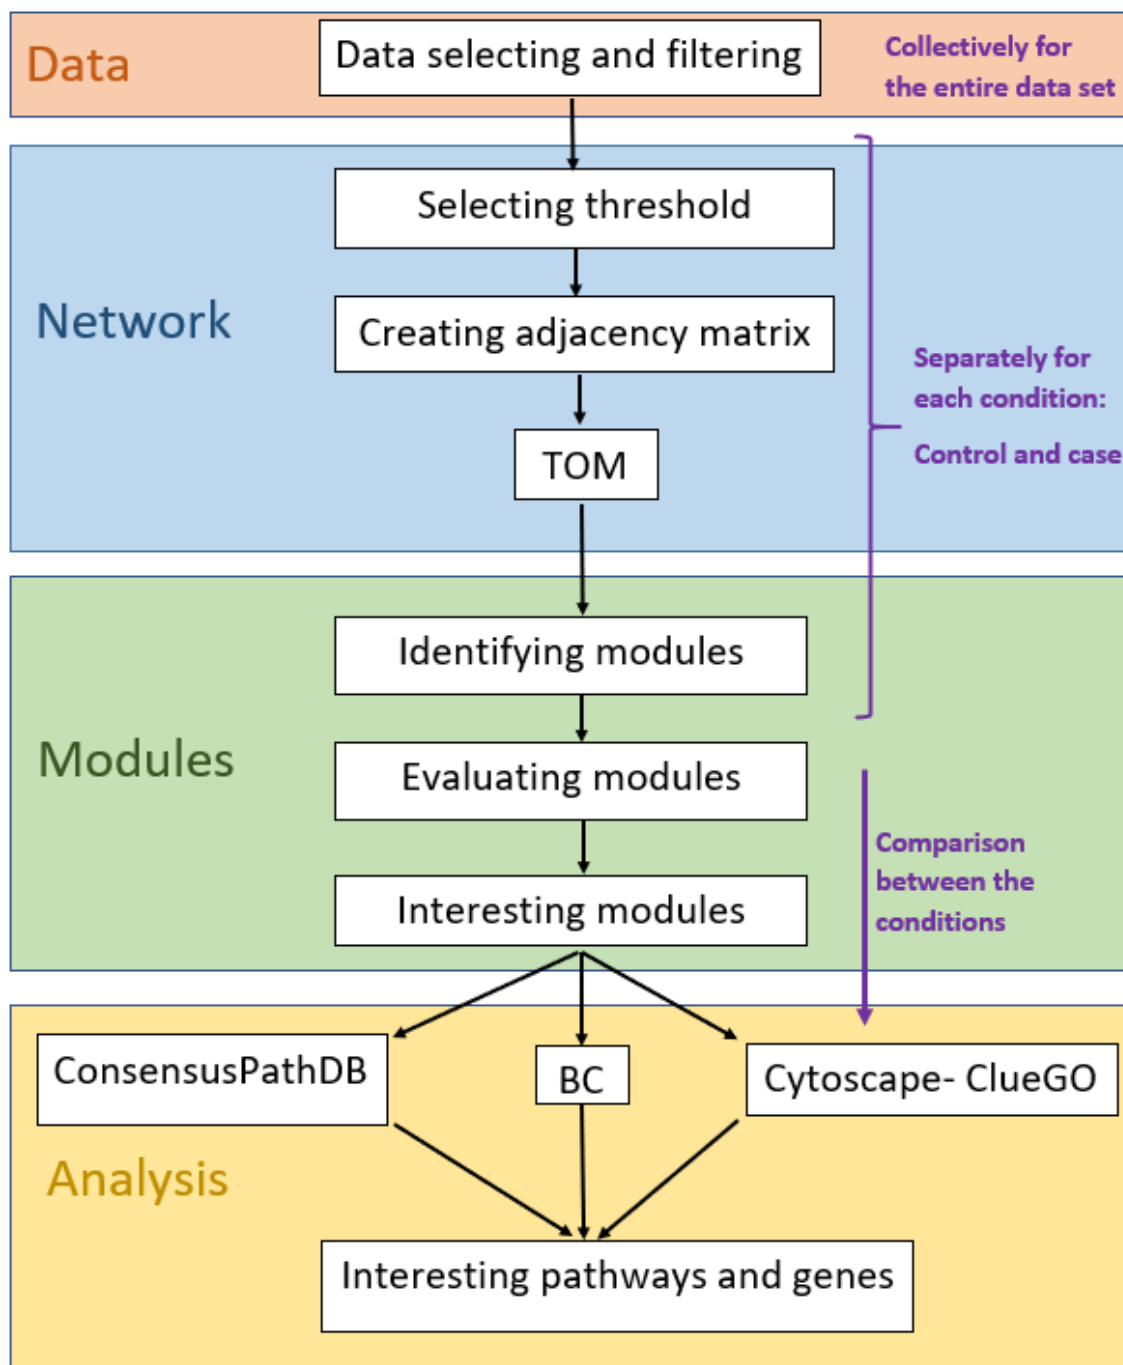 Data
Data selecting and filtering
Collectively for
the entire data set
Network
Selecting threshold
Creating adjacency matrix
TOM
Separately for
each condition:
Control and case
Modules
Identifying modules
Evaluating modules
Interesting modules
Comparison
between the
conditions
Analysis
ConsensusPathDB
BC
Cytoscape- ClueGO
Interesting pathways and genes